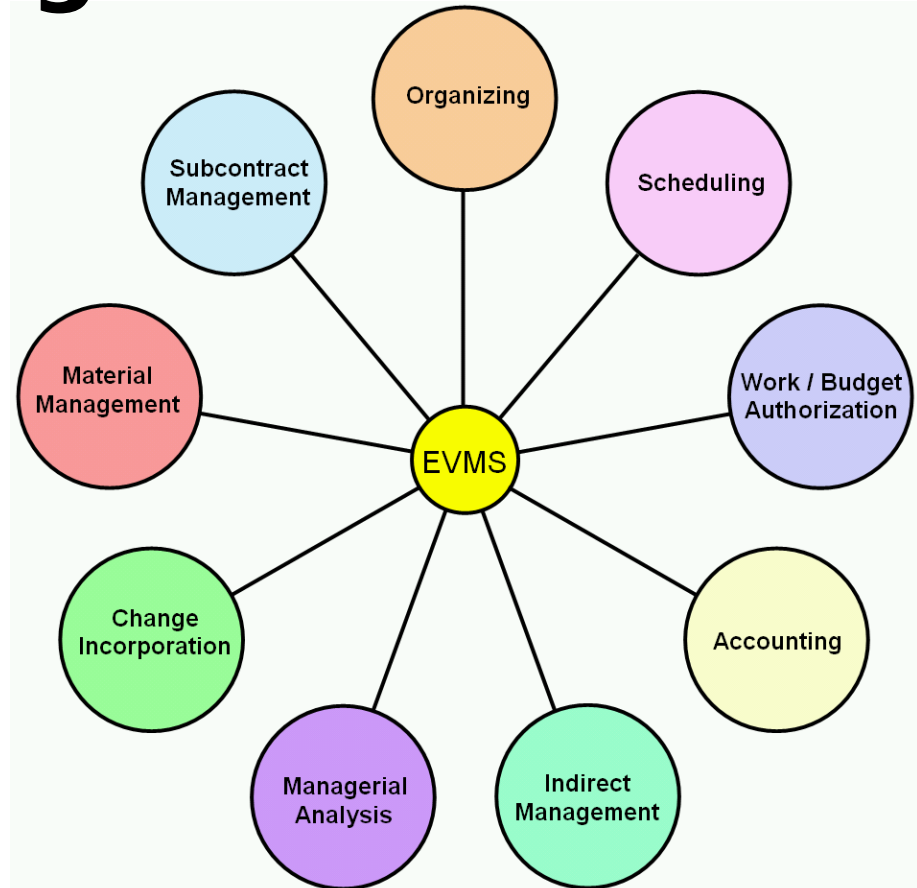 Organizing
Scheduling
Work / Budget
Authorization
Accounting
Indirect
Management
Managerial
Analysis
Change
Incorporation
Material
Management
Subcontract
Management
EVMS